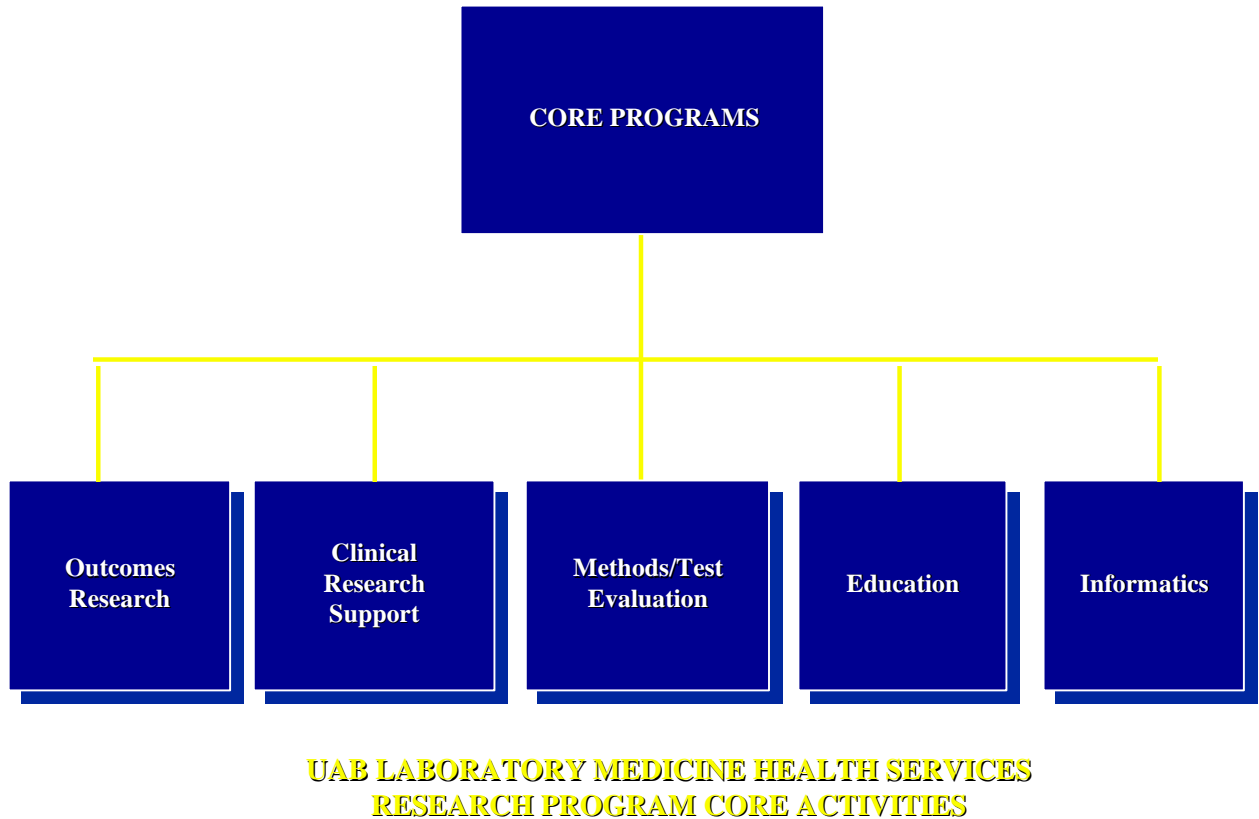 CORE PROGRAMS
Outcomes
Research
Clinical
Research
Support
Methods/Test
Evaluation
Education
Informatics
UAB LABORATORY MEDICINE HEALTH SERVICES
RESEARCH PROGRAM CORE ACTIVITIES